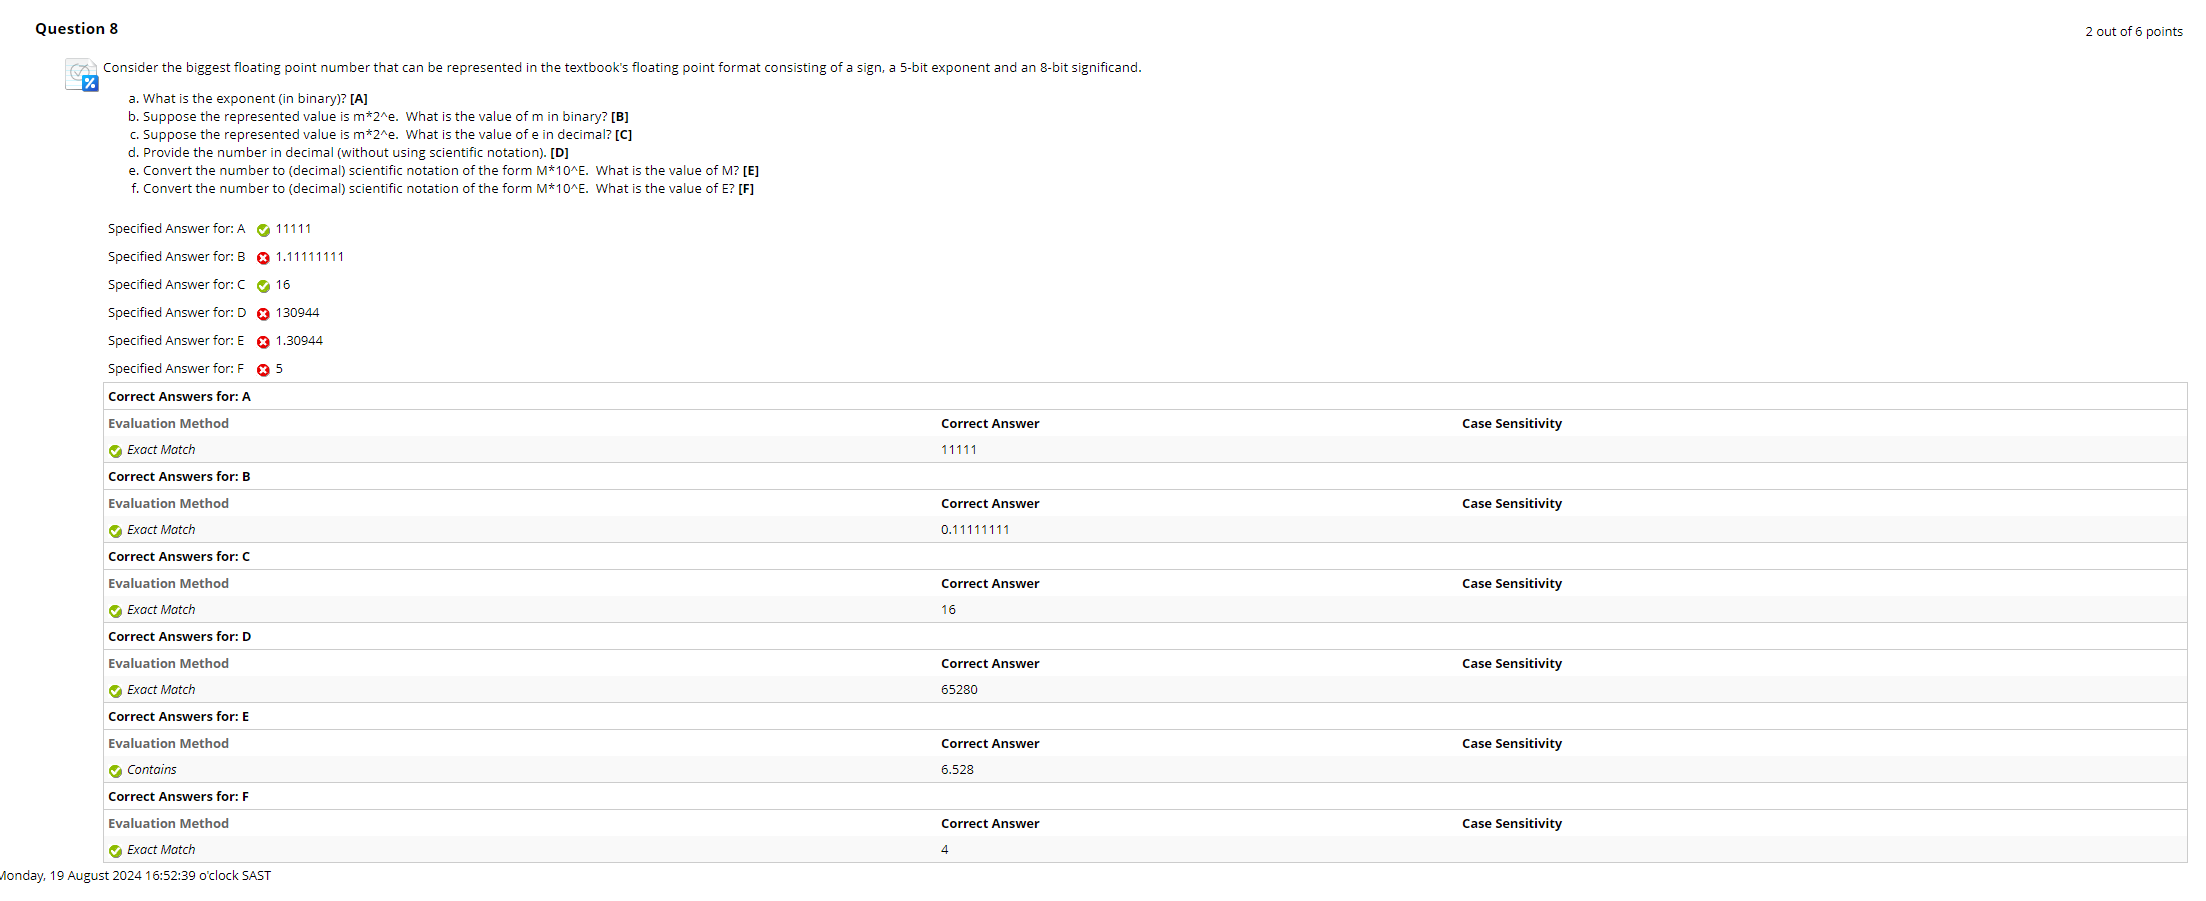 Question 8
2 out of 6 points
Consider the biggest floating point number that can be represented in the textbook's floating point format consisting of a sign, a 5-bit exponent and an 8-bit significand.
a. What is the exponent (in binary)? [A]
b. Suppose the represented value is m*2^e.  What is the value of m in binary? [B]
c. Suppose the represented value is m*2^e.  What is the value of e in decimal? [C]
d. Provide the number in decimal (without using scientific notation). [D]
e. Convert the number to (decimal) scientific notation of the form M*10^E.  What is the value of M? [E]
f. Convert the number to (decimal) scientific notation of the form M*10^E.  What is the value of E? [F]
Specified Answer for: A 11111
Specified Answer for: B 1.11111111
Specified Answer for: C 16
Specified Answer for: D 130944
Specified Answer for: E 1.30944
Specified Answer for: F 5
Correct Answers for: A
Evaluation Method Correct Answer Case Sensitivity
Exact Match 11111
Correct Answers for: B
Evaluation Method Correct Answer Case Sensitivity
Exact Match 0.11111111
Correct Answers for: C
Evaluation Method Correct Answer Case Sensitivity
Exact Match 16
Correct Answers for: D
Evaluation Method Correct Answer Case Sensitivity
Exact Match 65280
Correct Answers for: E
Evaluation Method Correct Answer Case Sensitivity
Contains 6.528
Correct Answers for: F
Evaluation Method Correct Answer Case Sensitivity
Exact Match 4
Monday, 19 August 2024 16:52:39 o'clock SAST